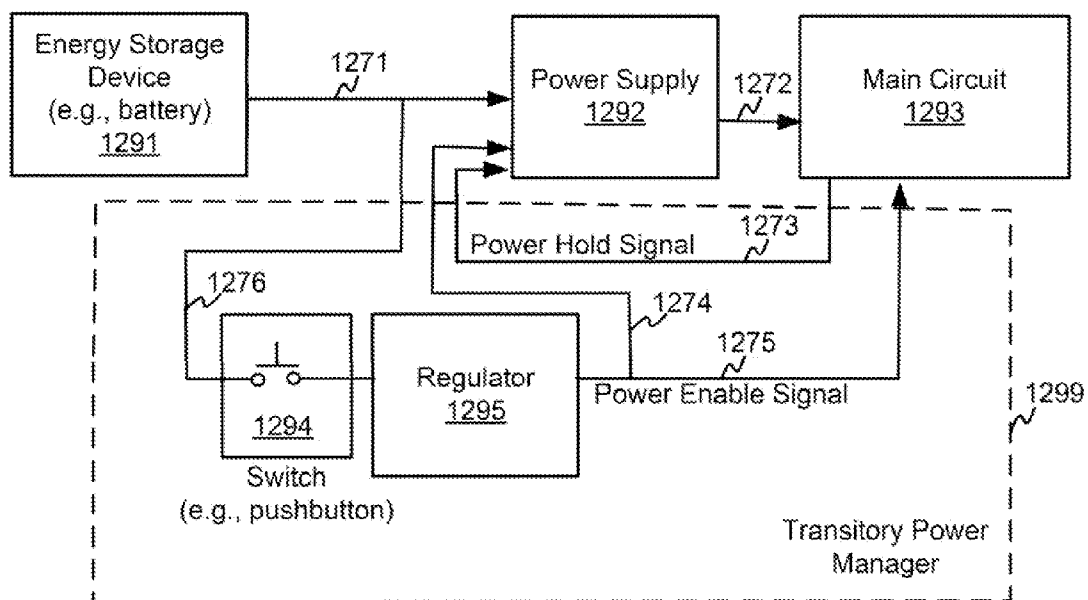 Energy Storage
Device
(e.g., battery)
1291
1271
Power Supply
1292
1272
Main Circuit
1293
Power Hold Signal
1273
1276
1274
1275
Regulator
1295
Power Enable Signal
1294
1299
Switch
(e.g., pushbutton)
Transitory Power
Manager